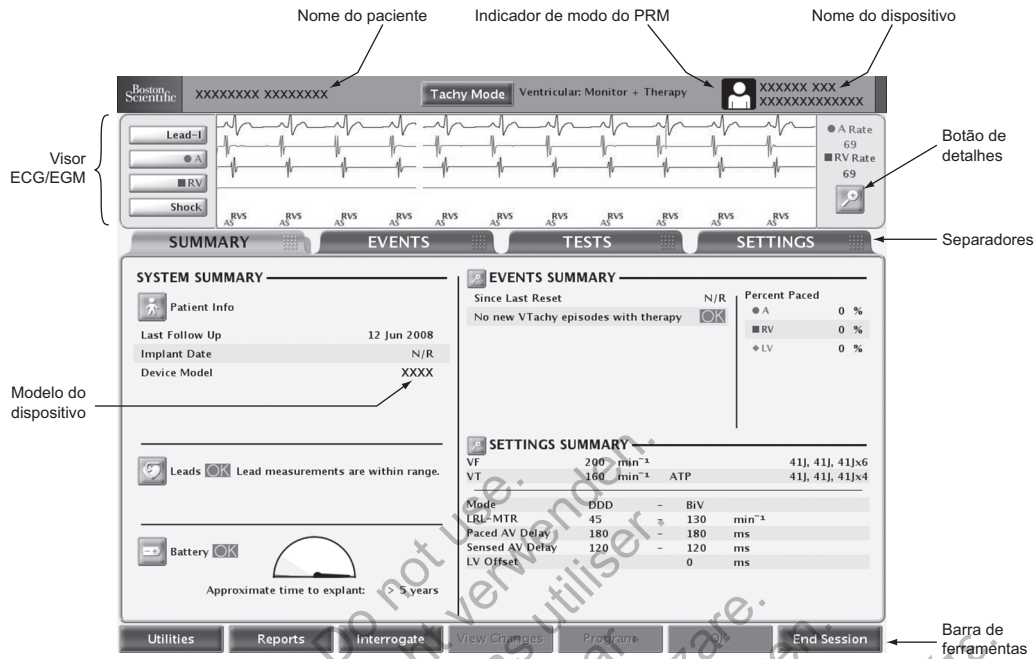 Nome do paciente
Indicador de modo do PRM
Nome do dispositivo
Boston Scientific
XXXXXXXX XXXXXXXX
Tachy Mode
Ventricular: Monitor + Therapy
XXXXXX XXX
XXXXXXXXXXXXX
Visor
ECG/EGM
Lead-I
A
RV
Shock
AS RVS AS RVS AS RVS AS RVS AS RVS AS RVS AS RVS AS RVS AS RVS AS RVS
A Rate
69
RV Rate
69
Botão de
detalhes
SUMMARY
EVENTS
TESTS
SETTINGS
Separadores
SYSTEM SUMMARY
Patient Info
Last Follow Up 12 Jun 2008
Implant Date N/R
Device Model XXXX
Modelo do
dispositivo
Leads OK Lead measurements are within range.
Battery OK
Approximate time to explant: > 5 years
EVENTS SUMMARY
Since Last Reset N/R
No new VTachy episodes with therapy OK
Percent Paced
A 0 %
RV 0 %
LV 0 %
SETTINGS SUMMARY
VF 200 min⁻¹ 41J, 41J, 41Jx6
VT 160 min⁻¹ ATP 41J, 41J, 41Jx4
Mode DDD - BiV
LRL-MTR 45 - 130 min⁻¹
Paced AV Delay 180 - 180 ms
Sensed AV Delay 120 - 120 ms
LV Offset 0 ms
Utilities
Reports
Interrogate
View Changes
Program
OK
End Session
Barra de
ferramentas
Do not use.
verwenden.
utiliser.